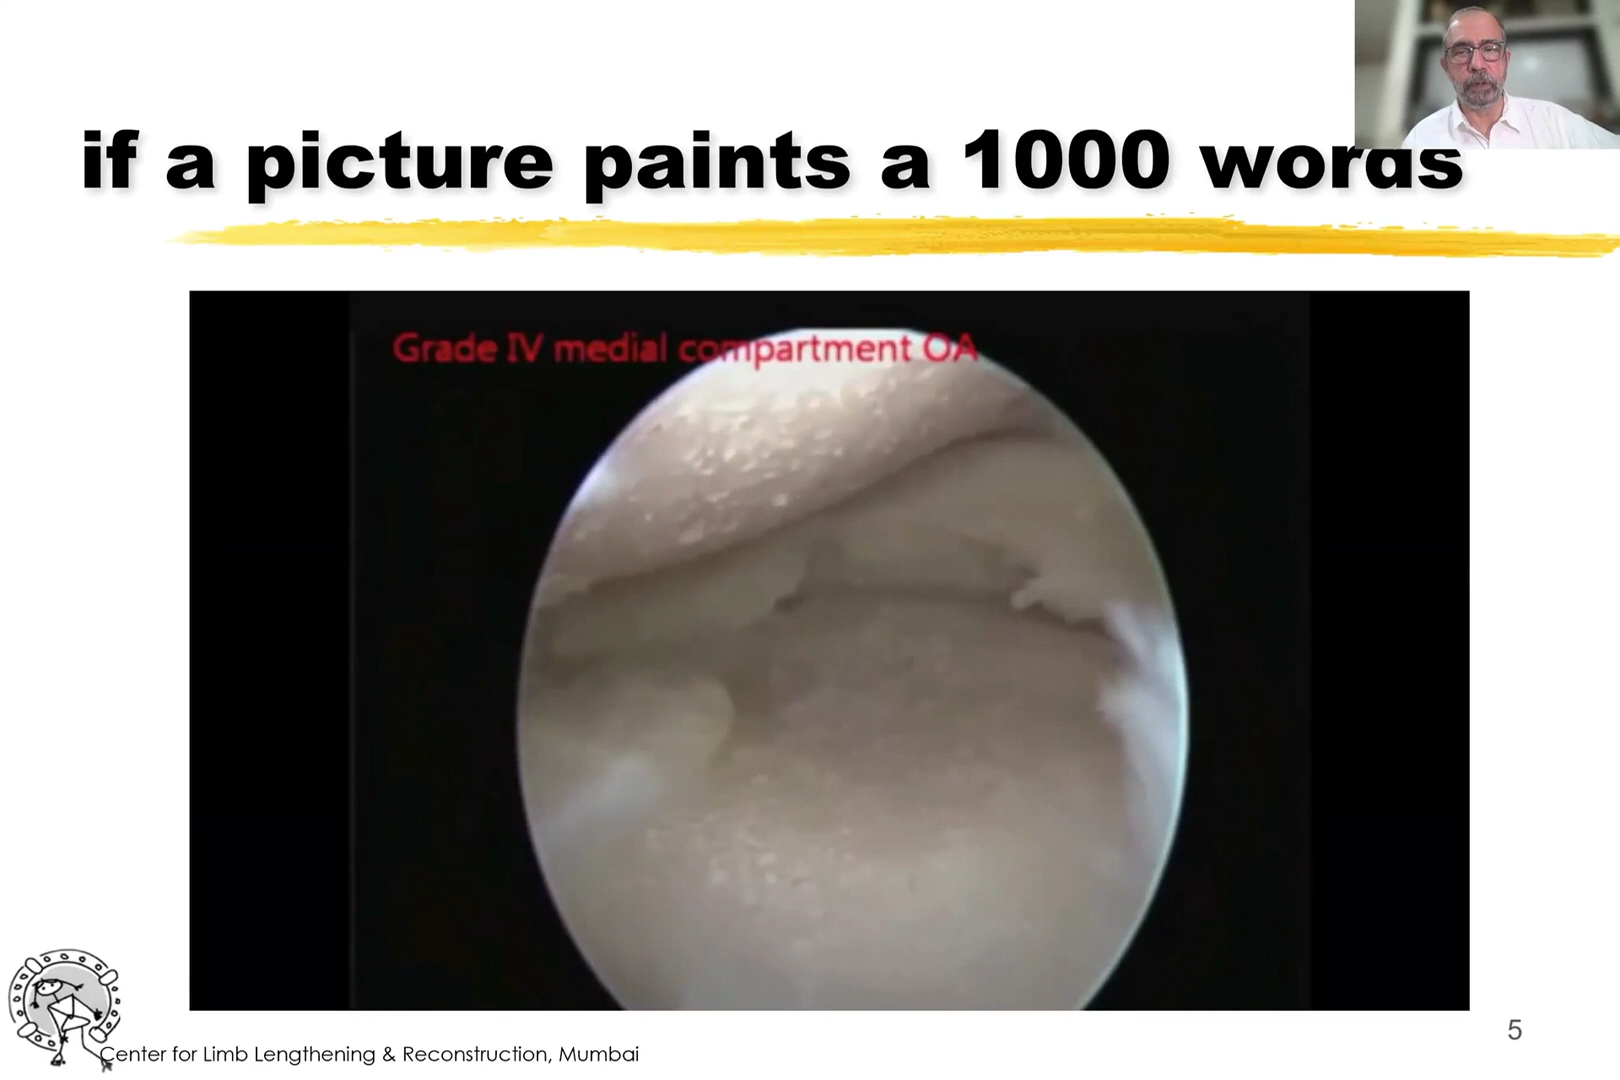 if a picture paints a 1000 words
Grade IV medial compartment OA
Center for Limb Lengthening & Reconstruction, Mumbai
5